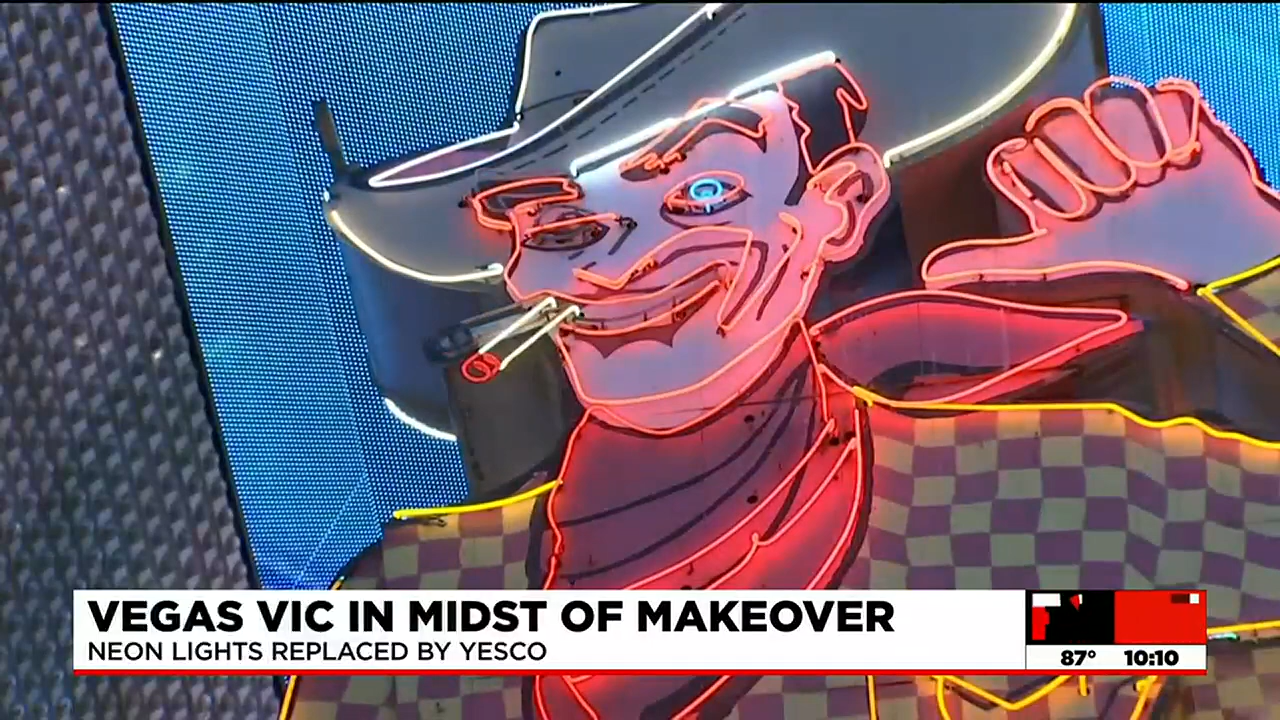 VEGAS VIC IN MIDST OF MAKEOVER
NEON LIGHTS REPLACED BY YESCO
87° 10:10